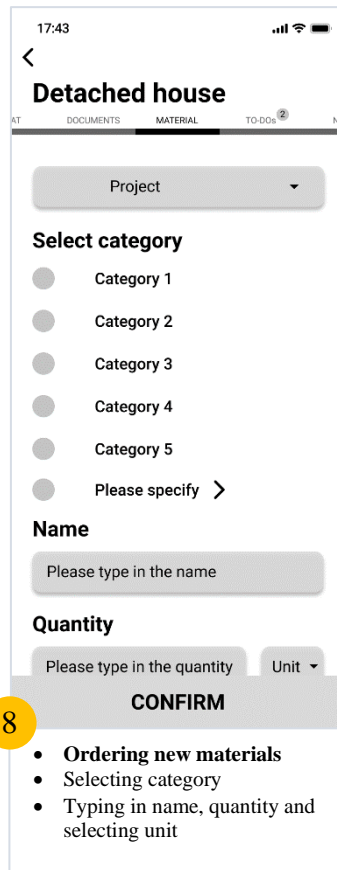 17:43
Detached house
AT DOCUMENTS MATERIAL TO-DOs 2 N
Project
Select category
Category 1
Category 2
Category 3
Category 4
Category 5
Please specify
Name
Please type in the name
Quantity
Please type in the quantity Unit
CONFIRM
8
• Ordering new materials
• Selecting category
• Typing in name, quantity and
selecting unit